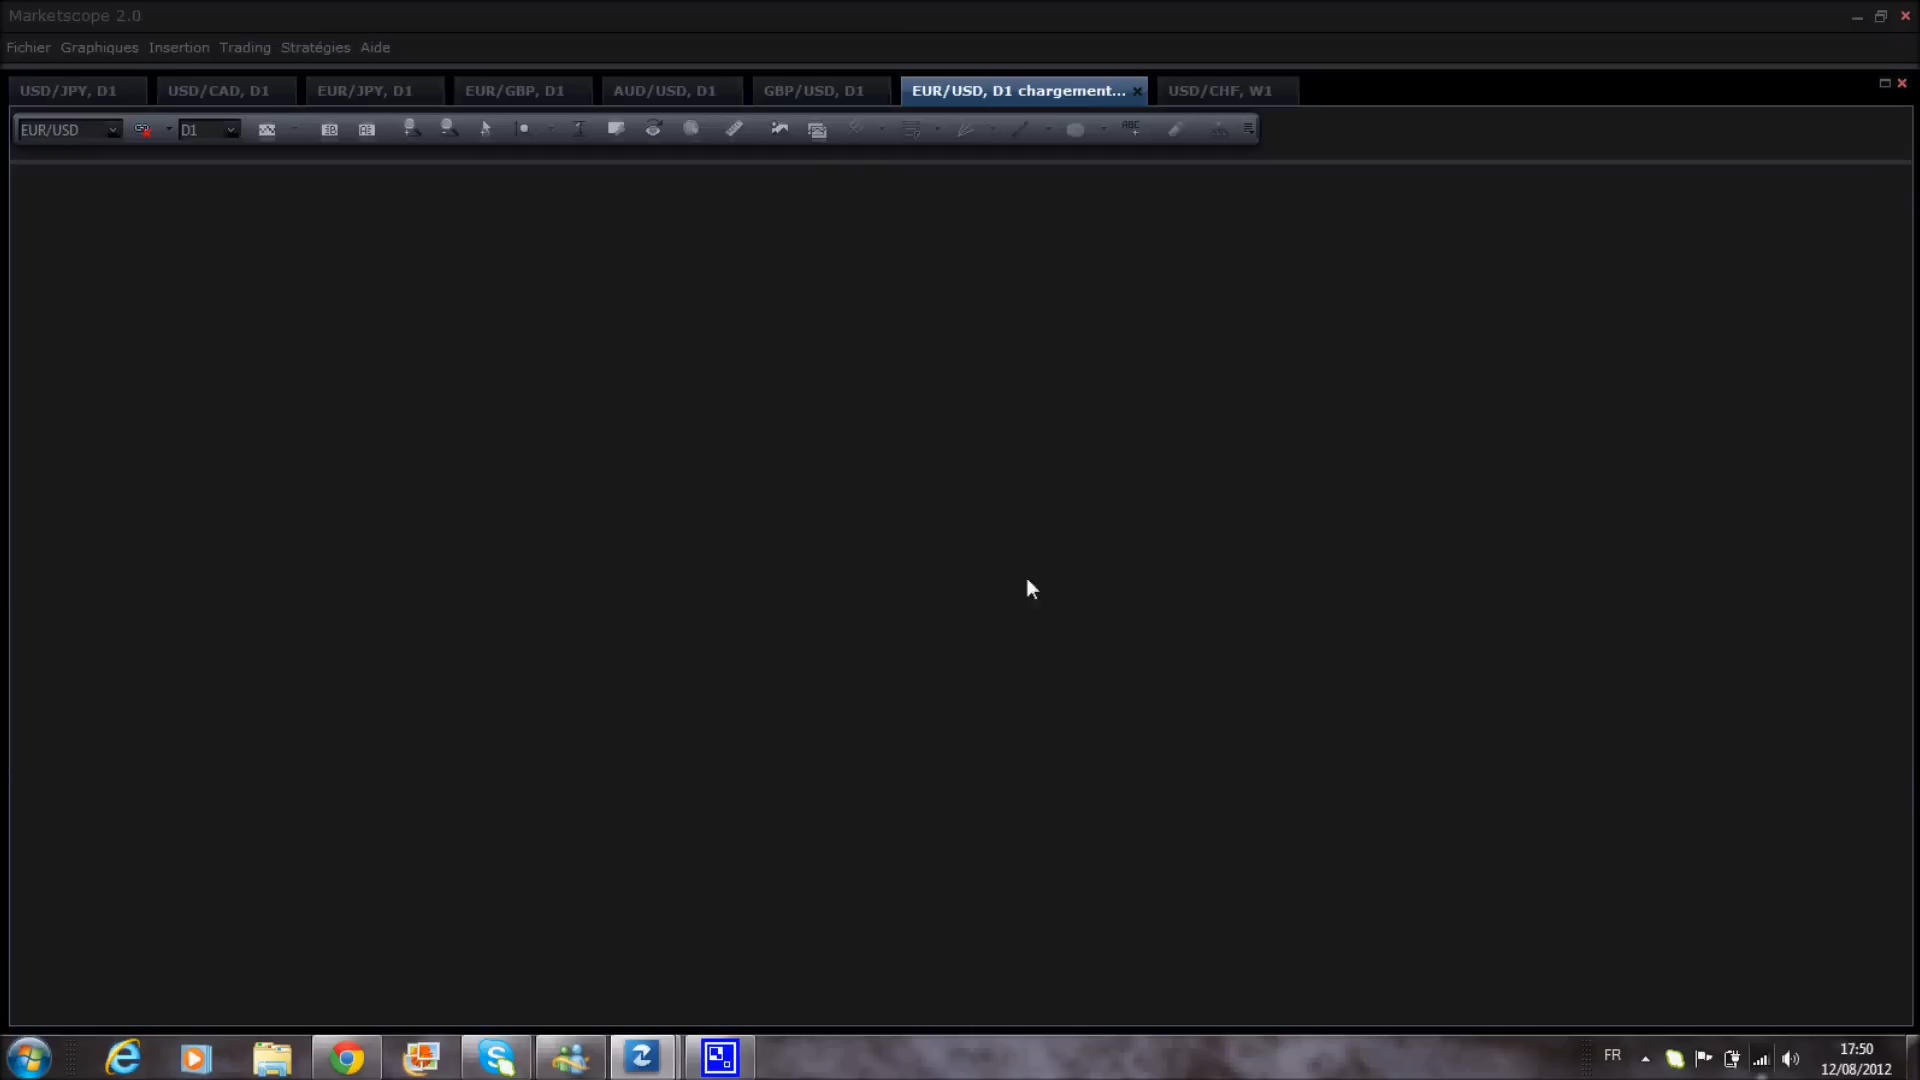 Marketscope 2.0
Fichier Graphiques Insertion Trading Stratégies Aide
USD/JPY, D1 USD/CAD, D1 EUR/JPY, D1 EUR/GBP, D1 AUD/USD, D1 GBP/USD, D1 EUR/USD, D1 chargement... USD/CHF, W1
EUR/USD D1 ABC
FR 17:50
12/08/2012